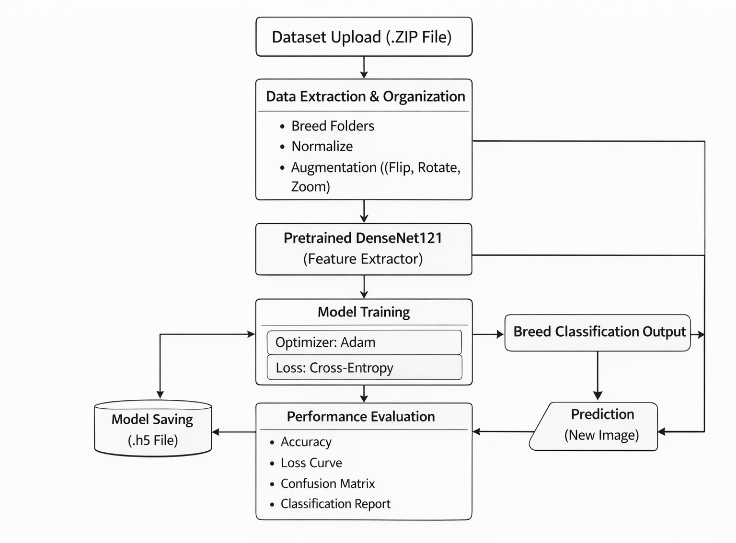 Dataset Upload (.ZIP File)
Data Extraction & Organization
• Breed Folders
• Normalize
• Augmentation ((Flip, Rotate,
Zoom)
Pretrained DenseNet121
(Feature Extractor)
Model Training
Optimizer: Adam
Loss: Cross-Entropy
Breed Classification Output
Model Saving
(.h5 File)
Performance Evaluation
• Accuracy
• Loss Curve
• Confusion Matrix
• Classification Report
Prediction
(New Image)